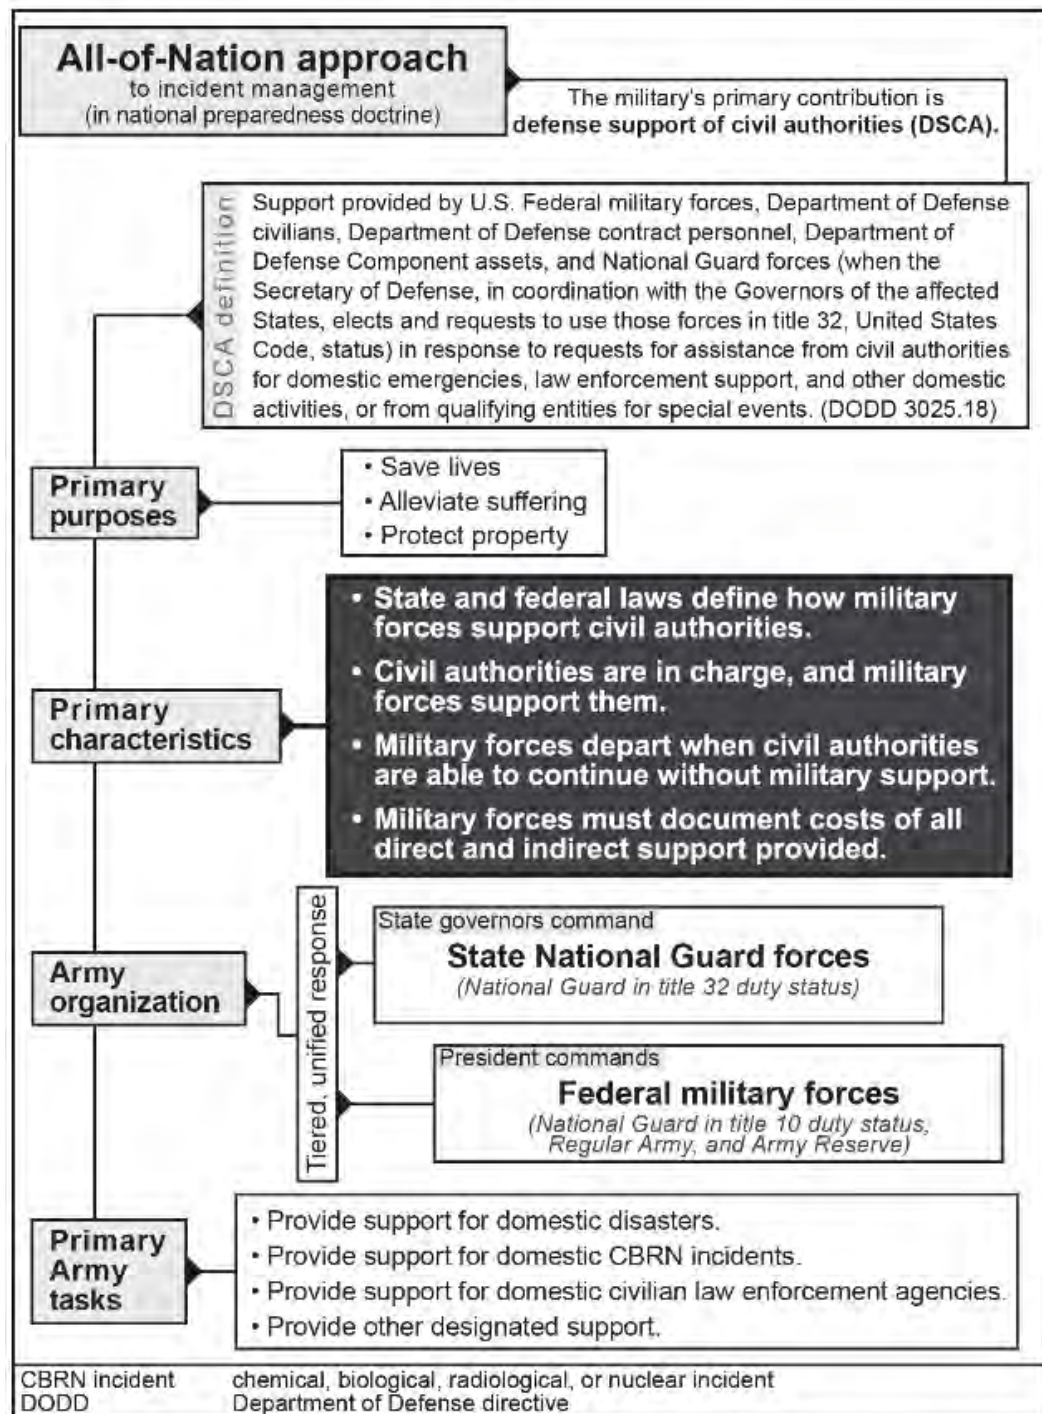 All-of-Nation approach
to incident management
(in national preparedness doctrine)
The military's primary contribution is
defense support of civil authorities (DSCA).
DSCA definition
Support provided by U.S. Federal military forces, Department of Defense
civilians, Department of Defense contract personnel, Department of
Defense Component assets, and National Guard forces (when the
Secretary of Defense, in coordination with the Governors of the affected
States, elects and requests to use those forces in title 32, United States
Code, status) in response to requests for assistance from civil authorities
for domestic emergencies, law enforcement support, and other domestic
activities, or from qualifying entities for special events. (DODD 3025.18)
Primary
purposes
• Save lives
• Alleviate suffering
• Protect property
Primary
characteristics
• State and federal laws define how military
forces support civil authorities.
• Civil authorities are in charge, and military
forces support them.
• Military forces depart when civil authorities
are able to continue without military support.
• Military forces must document costs of all
direct and indirect support provided.
Army
organization
Tiered, unified response
State governors command
State National Guard forces
(National Guard in title 32 duty status)
President commands
Federal military forces
(National Guard in title 10 duty status,
Regular Army, and Army Reserve)
Primary
Army
tasks
• Provide support for domestic disasters.
• Provide support for domestic CBRN incidents.
• Provide support for domestic civilian law enforcement agencies.
• Provide other designated support.
CBRN incident chemical, biological, radiological, or nuclear incident
DODD Department of Defense directive